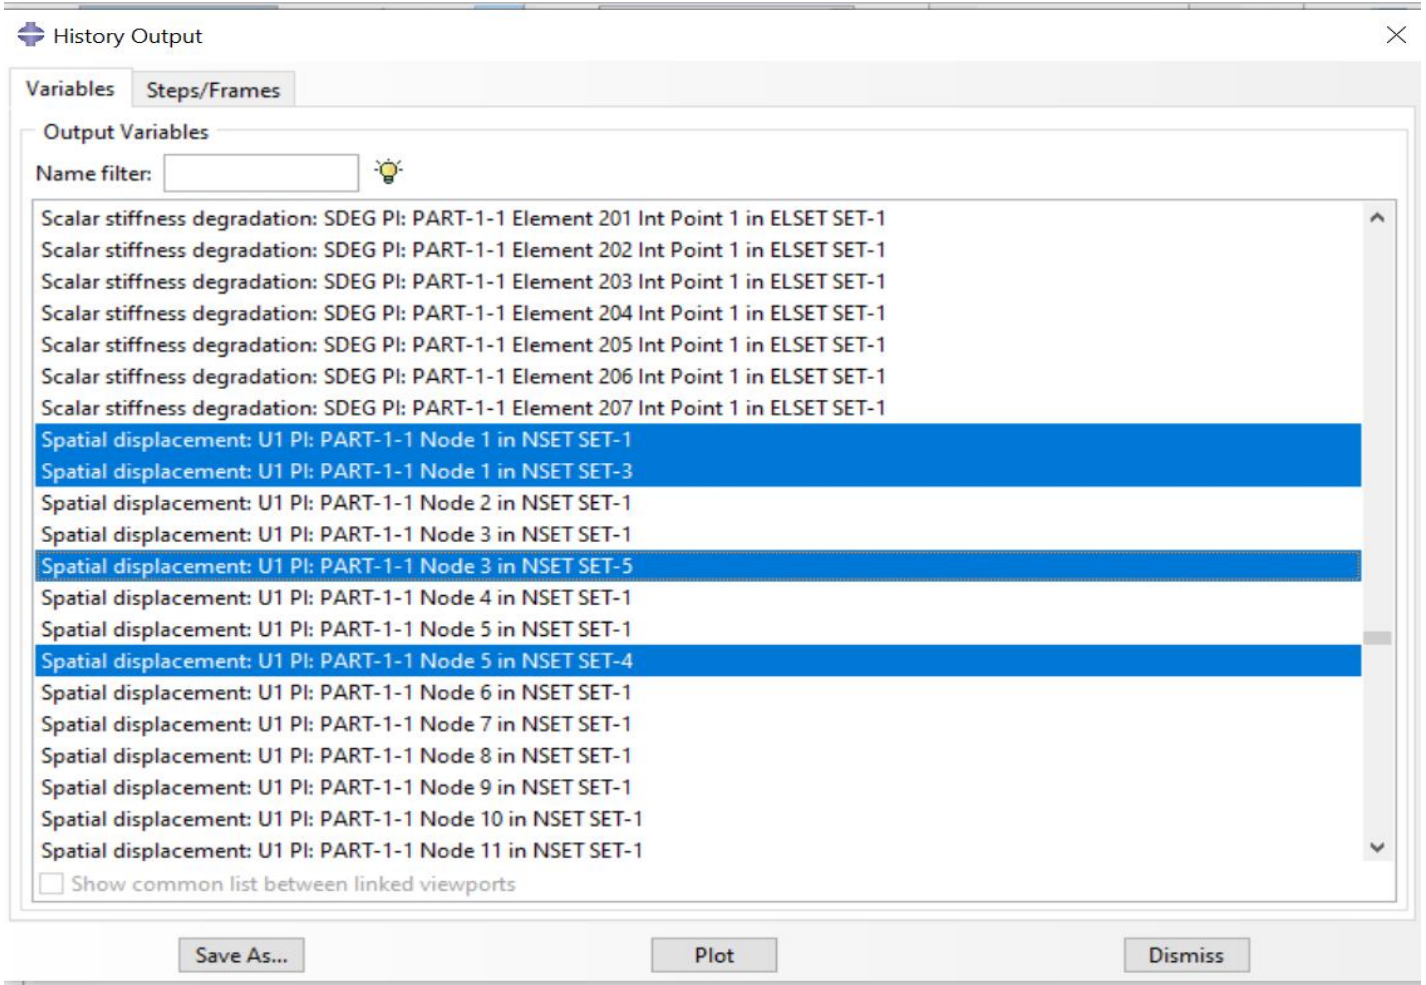 History Output
Variables Steps/Frames
Output Variables
Name filter:
Scalar stiffness degradation: SDEG PI: PART-1-1 Element 201 Int Point 1 in ELSET SET-1
Scalar stiffness degradation: SDEG PI: PART-1-1 Element 202 Int Point 1 in ELSET SET-1
Scalar stiffness degradation: SDEG PI: PART-1-1 Element 203 Int Point 1 in ELSET SET-1
Scalar stiffness degradation: SDEG PI: PART-1-1 Element 204 Int Point 1 in ELSET SET-1
Scalar stiffness degradation: SDEG PI: PART-1-1 Element 205 Int Point 1 in ELSET SET-1
Scalar stiffness degradation: SDEG PI: PART-1-1 Element 206 Int Point 1 in ELSET SET-1
Scalar stiffness degradation: SDEG PI: PART-1-1 Element 207 Int Point 1 in ELSET SET-1
Spatial displacement: U1 PI: PART-1-1 Node 1 in NSET SET-1
Spatial displacement: U1 PI: PART-1-1 Node 1 in NSET SET-3
Spatial displacement: U1 PI: PART-1-1 Node 2 in NSET SET-1
Spatial displacement: U1 PI: PART-1-1 Node 3 in NSET SET-1
Spatial displacement: U1 PI: PART-1-1 Node 3 in NSET SET-5
Spatial displacement: U1 PI: PART-1-1 Node 4 in NSET SET-1
Spatial displacement: U1 PI: PART-1-1 Node 5 in NSET SET-1
Spatial displacement: U1 PI: PART-1-1 Node 5 in NSET SET-4
Spatial displacement: U1 PI: PART-1-1 Node 6 in NSET SET-1
Spatial displacement: U1 PI: PART-1-1 Node 7 in NSET SET-1
Spatial displacement: U1 PI: PART-1-1 Node 8 in NSET SET-1
Spatial displacement: U1 PI: PART-1-1 Node 9 in NSET SET-1
Spatial displacement: U1 PI: PART-1-1 Node 10 in NSET SET-1
Spatial displacement: U1 PI: PART-1-1 Node 11 in NSET SET-1
Show common list between linked viewports
Save As... Plot Dismiss